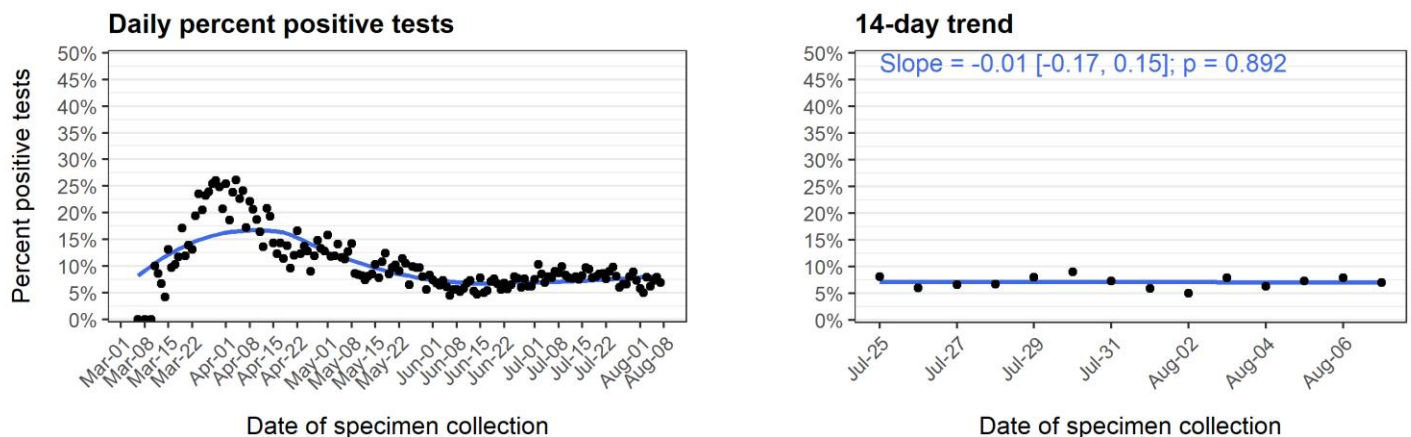 Daily percent positive tests
Percent positive tests
50%
45%
40%
35%
30%
25%
20%
15%
10%
5%
0%
Mar-01
Mar-08
Mar-15
Mar-22
Apr-01
Apr-08
Apr-15
Apr-22
May-01
May-08
May-15
May-22
Jun-01
Jun-08
Jun-15
Jun-22
Jul-01
Jul-08
Jul-15
Jul-22
Aug-01
Aug-08
Date of specimen collection
14-day trend
Slope = -0.01 [-0.17, 0.15]; p = 0.892
50%
45%
40%
35%
30%
25%
20%
15%
10%
5%
0%
Jul-25
Jul-27
Jul-29
Jul-31
Aug-02
Aug-04
Aug-06
Date of specimen collection